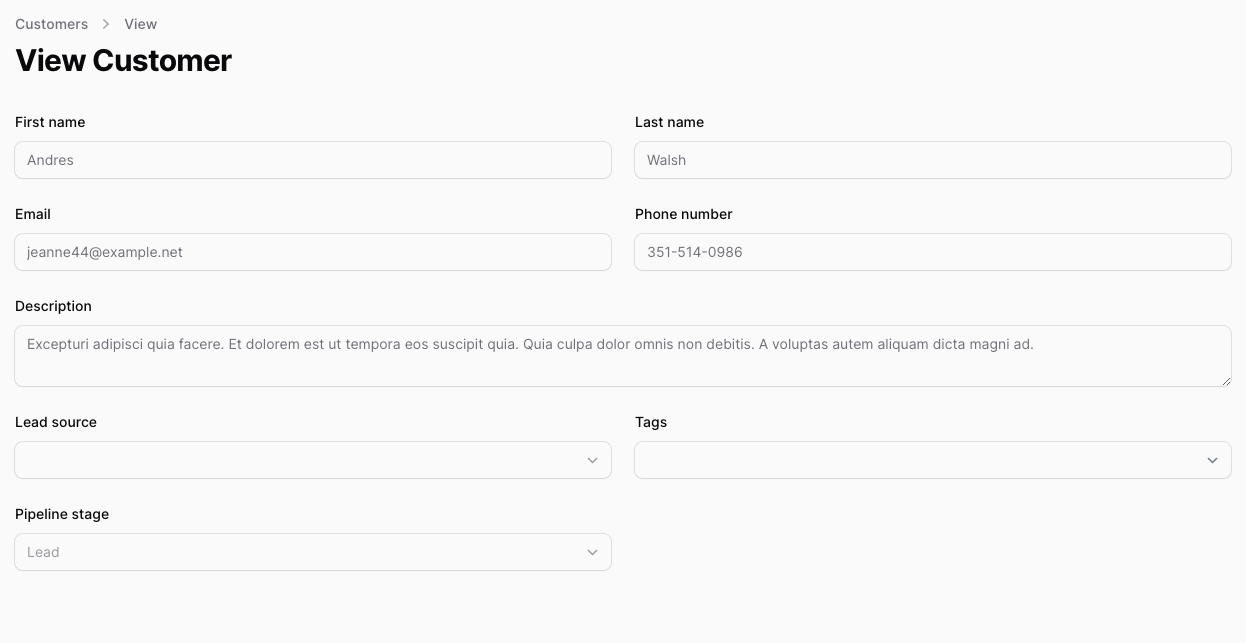 Customers > View
View Customer
First name
Last name
Andres
Walsh
Email
Phone number
jeanne44@example.net
351-514-0986
Description
Excepturi adipisci quia facere. Et dolorem est ut tempora eos suscipit quia. Quia culpa dolor omnis non debitis. A voluptas autem aliquam dicta magni ad.
Lead source
Tags
Pipeline stage
Lead